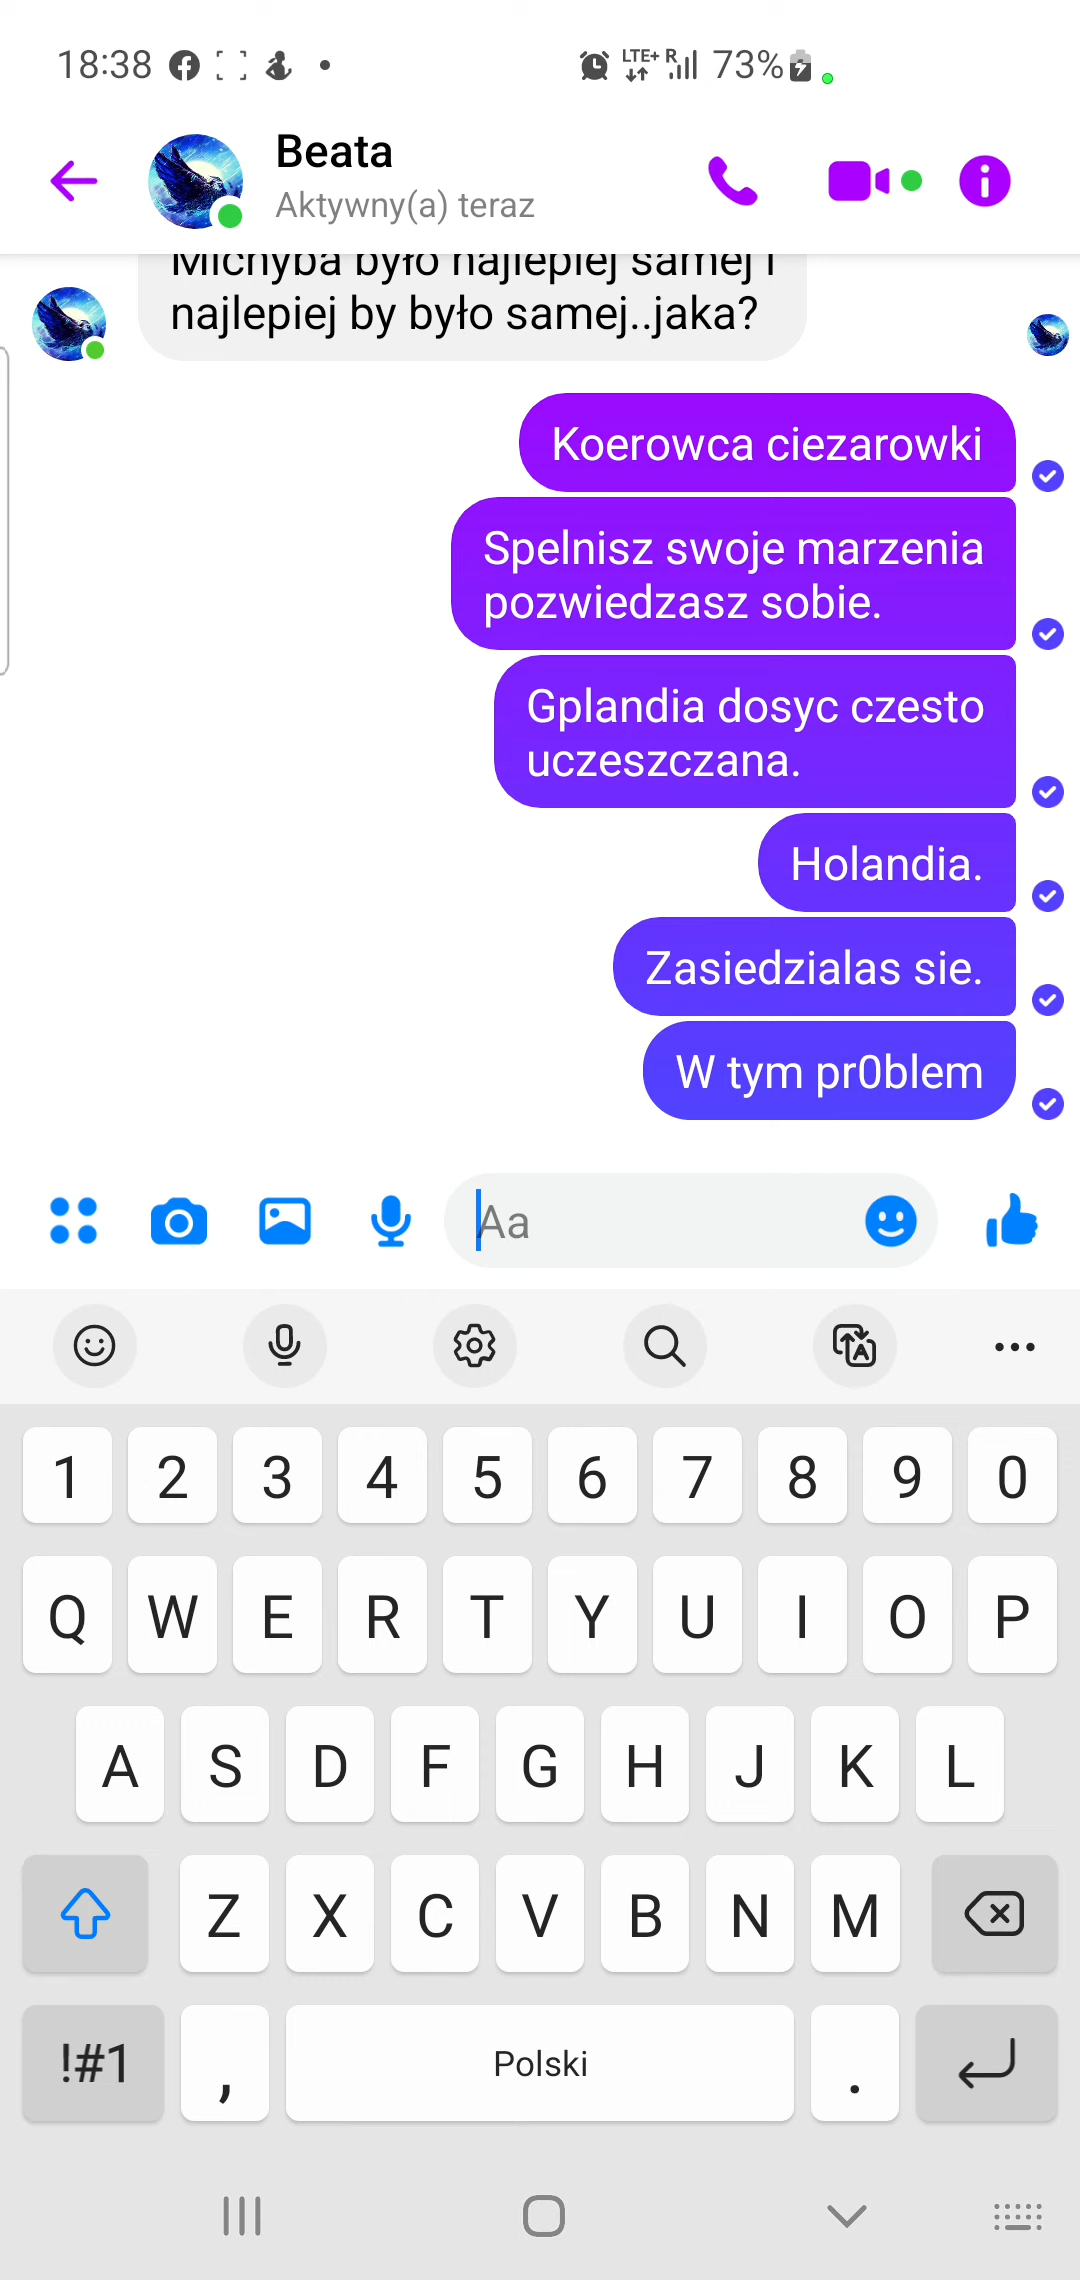 18:38
LTE+ R 73%
Beata
Aktywny(a) teraz
Michyba było najlepiej samej i
najlepiej by było samej..jaka?
Koerowca ciezarowki
Spelnisz swoje marzenia
pozwiedzasz sobie.
Gplandia dosyc czesto
uczeszczana.
Holandia.
Zasiedzialas sie.
W tym pr0blem
Aa
1 2 3 4 5 6 7 8 9 0
Q W E R T Y U I O P
A S D F G H J K L
Z X C V B N M
!#1 , Polski .